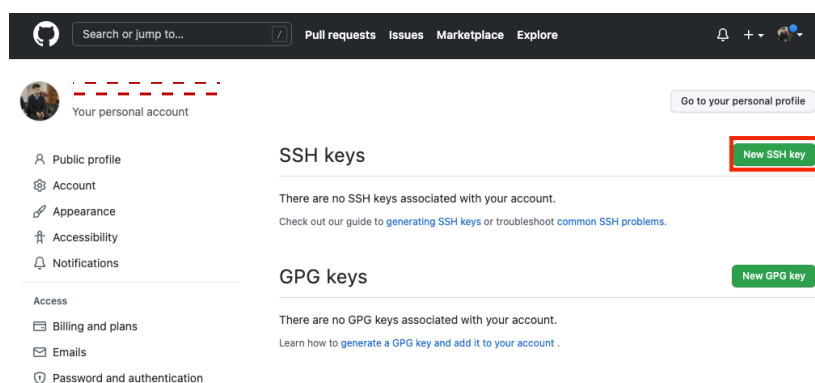 Search or jump to...
/
Pull requests Issues Marketplace Explore
Your personal account
Go to your personal profile
Public profile
Account
Appearance
Accessibility
Notifications
Access
Billing and plans
Emails
Password and authentication
SSH keys
New SSH key
There are no SSH keys associated with your account.
Check out our guide to generating SSH keys or troubleshoot common SSH problems.
GPG keys
New GPG key
There are no GPG keys associated with your account.
Learn how to generate a GPG key and add it to your account .